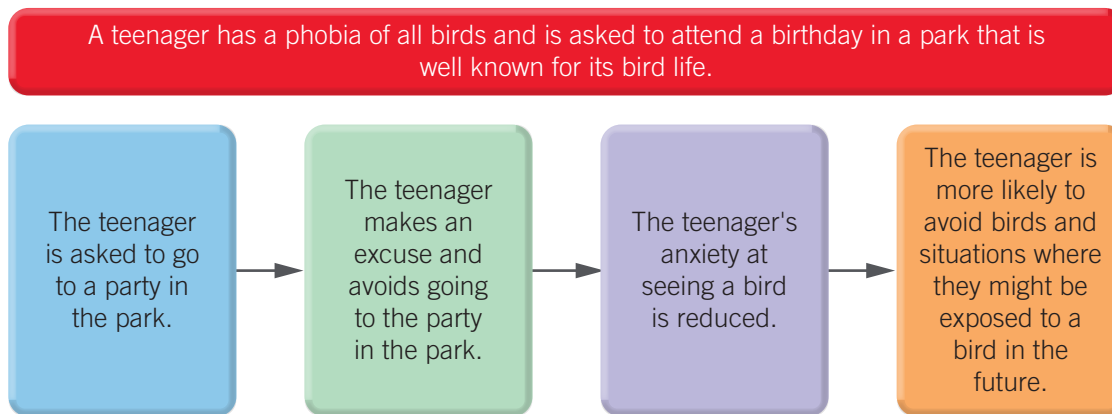 A teenager has a phobia of all birds and is asked to attend a birthday in a park that is
well known for its bird life.
The teenager
is asked to go
to a party in
the park.
The teenager
makes an
excuse and
avoids going
to the party
in the park.
The teenager's
anxiety at
seeing a bird
is reduced.
The teenager is
more likely to
avoid birds and
situations where
they might be
exposed to a
bird in the
future.